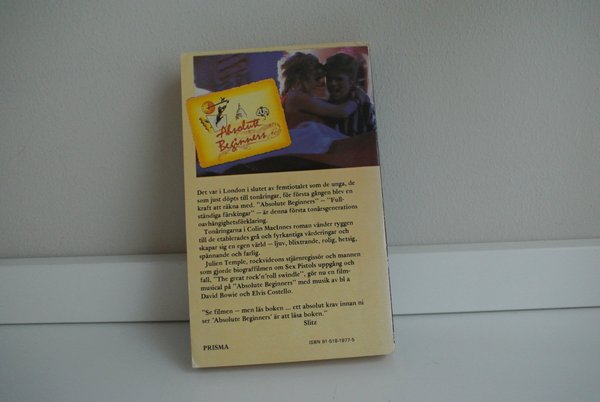 Absolute
Beginners
Det var i London i slutet av femtiotalet som de unga, de
som just döpts till tonåringar, för första gången blev en
kraft att räkna med. "Absolute Beginners" – "Full-
ständiga färskingar" – är denna första tonårsgenerations
oavhängighetsförklaring.
Tonåringarna i Colin MacInnes roman vänder ryggen
till de etablerades grå och fyrkantiga värderingar och
skapar sig en egen värld – ljuv, blixtrande, rolig, hetsig,
spännande och farlig.
Julien Temple, rockvideons stjärnregissör och mannen
som gjorde biograffilmen om Sex Pistols uppgång och
fall, "The great rock'n'roll swindle", gör nu en film-
musical på "Absolute Beginners" med musik av bl a
David Bowie och Elvis Costello.
"Se filmen – men läs boken ... ett absolut krav innan ni
ser 'Absolute Beginners' är att läsa boken."
Slitz
PRISMA
ISBN 91-518-1977-5